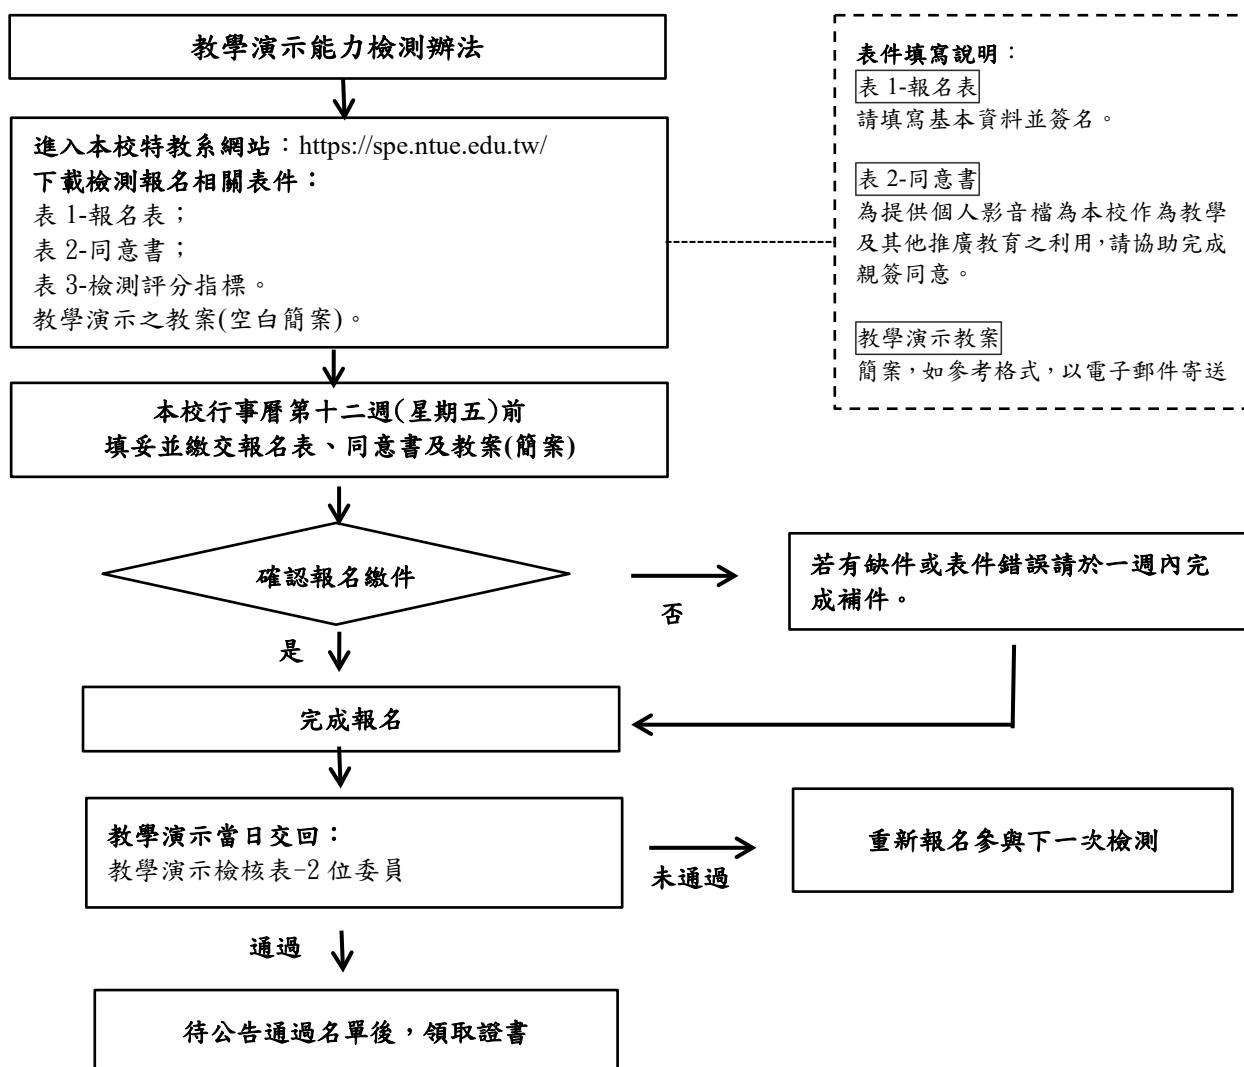 教學演示能力檢測辦法
進入本校特教系網站：https://spe.ntue.edu.tw/
下載檢測報名相關表件：
表 1-報名表；
表 2-同意書；
表 3-檢測評分指標。
教學演示之教案(空白簡案)。
表件填寫說明：
表 1-報名表
請填寫基本資料並簽名。
表 2-同意書
為提供個人影音檔為本校作為教學
及其他推廣教育之利用，請協助完成
親簽同意。
教學演示教案
簡案，如參考格式，以電子郵件寄送
本校行事曆第十二週(星期五)前
填妥並繳交報名表、同意書及教案(簡案)
確認報名繳件
否
若有缺件或表件錯誤請於一週內完
成補件。
是
完成報名
教學演示當日交回：
教學演示檢核表-2 位委員
未通過
重新報名參與下一次檢測
通過
待公告通過名單後，領取證書